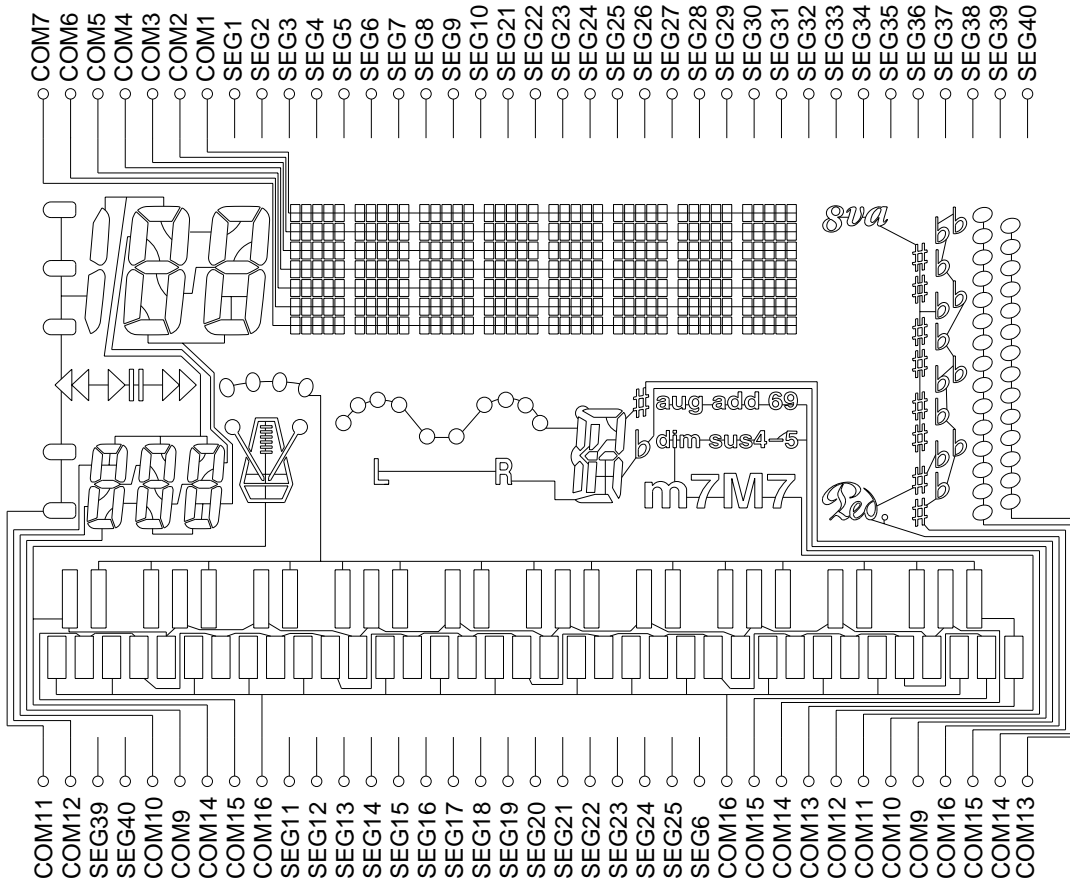 COM7
COM6
COM5
COM4
COM3
COM2
COM1
SEG1
SEG2
SEG3
SEG4
SEG5
SEG6
SEG7
SEG8
SEG9
SEG10
SEG21
SEG22
SEG23
SEG24
SEG25
SEG26
SEG27
SEG28
SEG29
SEG30
SEG31
SEG32
SEG33
SEG34
SEG35
SEG36
SEG37
SEG38
SEG39
SEG40
8va
aug add 69
dim sus4-5
L R
m7M7
Ped.
COM11
COM12
SEG39
SEG40
COM10
COM9
COM14
COM15
COM16
SEG11
SEG12
SEG13
SEG14
SEG15
SEG16
SEG17
SEG18
SEG19
SEG20
SEG21
SEG22
SEG23
SEG24
SEG25
SEG6
COM16
COM15
COM14
COM13
COM12
COM11
COM10
COM9
COM16
COM15
COM14
COM13